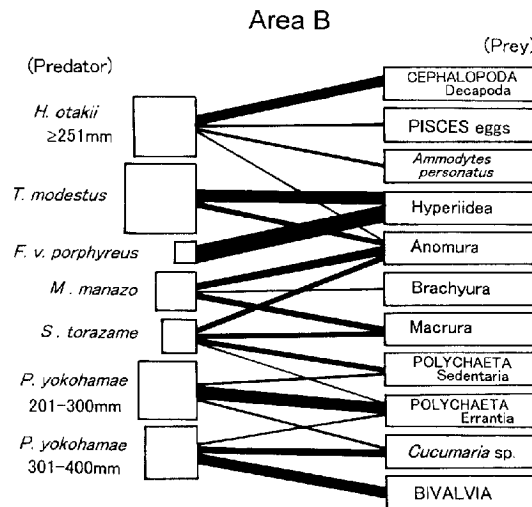 Area B
(Predator)
(Prey)
H. otakii
≥251mm
T. modestus
F. v. porphyreus
M. manazo
S. torazame
P. yokohamae
201-300mm
P. yokohamae
301-400mm
CEPHALOPODA
Decapoda
PISCES eggs
Ammodytes
personatus
Hyperiidea
Anomura
Brachyura
Macrura
POLYCHAETA
Sedentaria
POLYCHAETA
Errantia
Cucumaria sp.
BIVALVIA